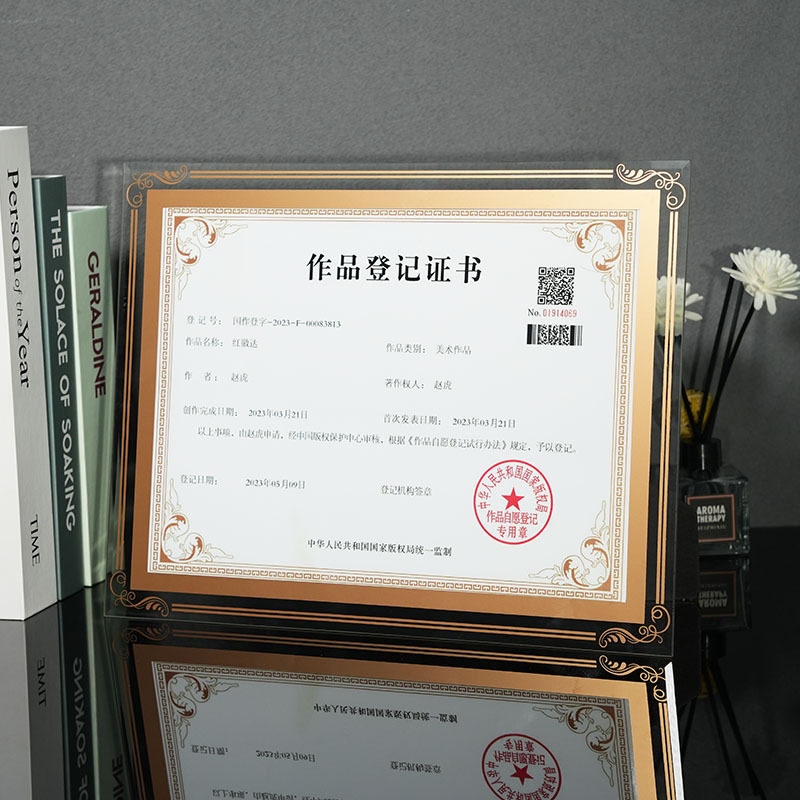 作品登记证书
No.01914069
登 记 号： 国作登字-2023-F-00083813
作品名称： 红徽达
作品类别： 美术作品
作 者： 赵虎
著作权人： 赵虎
创作完成日期： 2023年03月21日
首次发表日期： 2023年03月21日
以上事项，由赵虎申请，经中国版权保护中心审核，根据《作品自愿登记试行办法》规定，予以登记。
登记日期： 2023年05月09日
登记机构签章
中华人民共和国国家版权局
作品自愿登记
专用章
中华人民共和国国家版权局统一监制
Person of the Year
TIME
THE SOLACE OF SOAKING
GERALDINE
AROMA
THERAPY